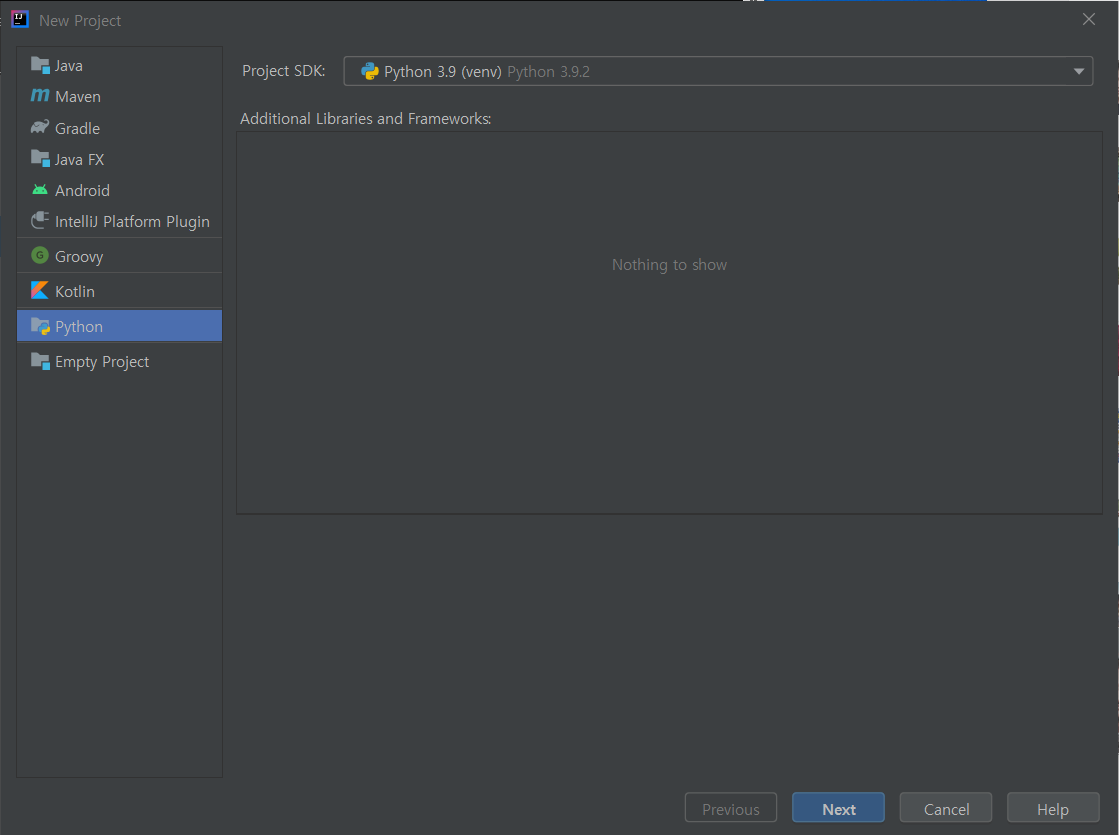 New Project
Java
Maven
Gradle
Java FX
Android
IntelliJ Platform Plugin
Groovy
Kotlin
Python
Empty Project
Project SDK: Python 3.9 (venv) Python 3.9.2
Additional Libraries and Frameworks:
Nothing to show
Previous Next Cancel Help